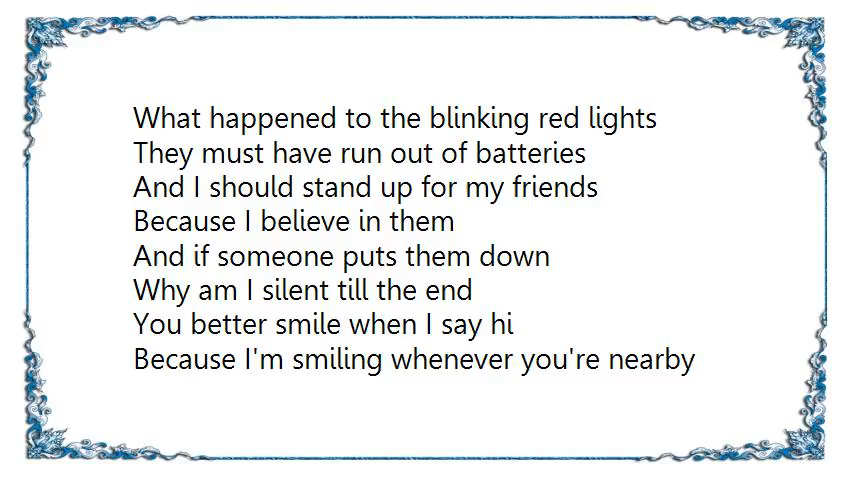 What happened to the blinking red lights
They must have run out of batteries
And I should stand up for my friends
Because I believe in them
And if someone puts them down
Why am I silent till the end
You better smile when I say hi
Because I'm smiling whenever you're nearby